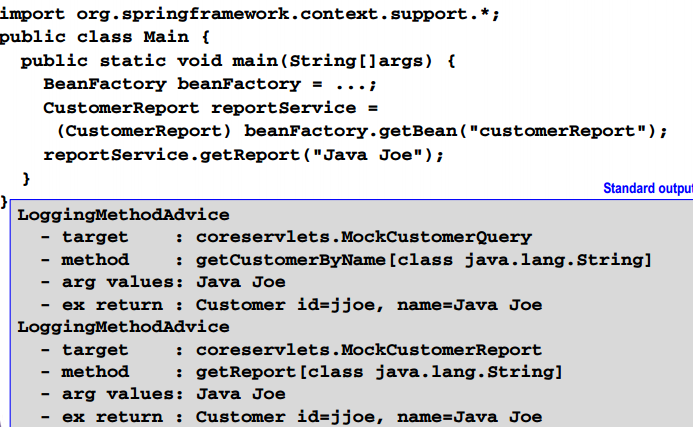 import org.springframework.context.support.*;
public class Main {
  public static void main(String[]args) {
    BeanFactory beanFactory = ...;
    CustomerReport reportService =
     (CustomerReport) beanFactory.getBean("customerReport");
    reportService.getReport("Java Joe");
  }
Standard output
}
LoggingMethodAdvice
  - target    : coreservlets.MockCustomerQuery
  - method    : getCustomerByName[class java.lang.String]
  - arg values: Java Joe
  - ex return : Customer id=jjoe, name=Java Joe
LoggingMethodAdvice
  - target    : coreservlets.MockCustomerReport
  - method    : getReport[class java.lang.String]
  - arg values: Java Joe
  - ex return : Customer id=jjoe, name=Java Joe